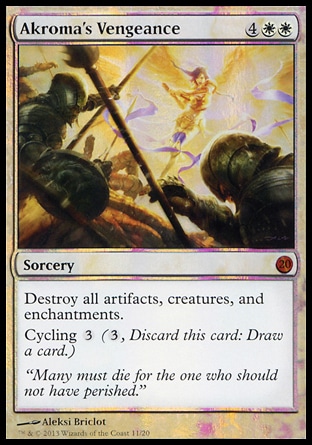 Akroma's Vengeance 4
Sorcery 20
Destroy all artifacts, creatures, and
enchantments.
Cycling 3 (3, Discard this card: Draw
a card.)
“Many must die for the one who should
not have perished.”
Aleksi Briclot
™ & © 2013 Wizards of the Coast 11/20